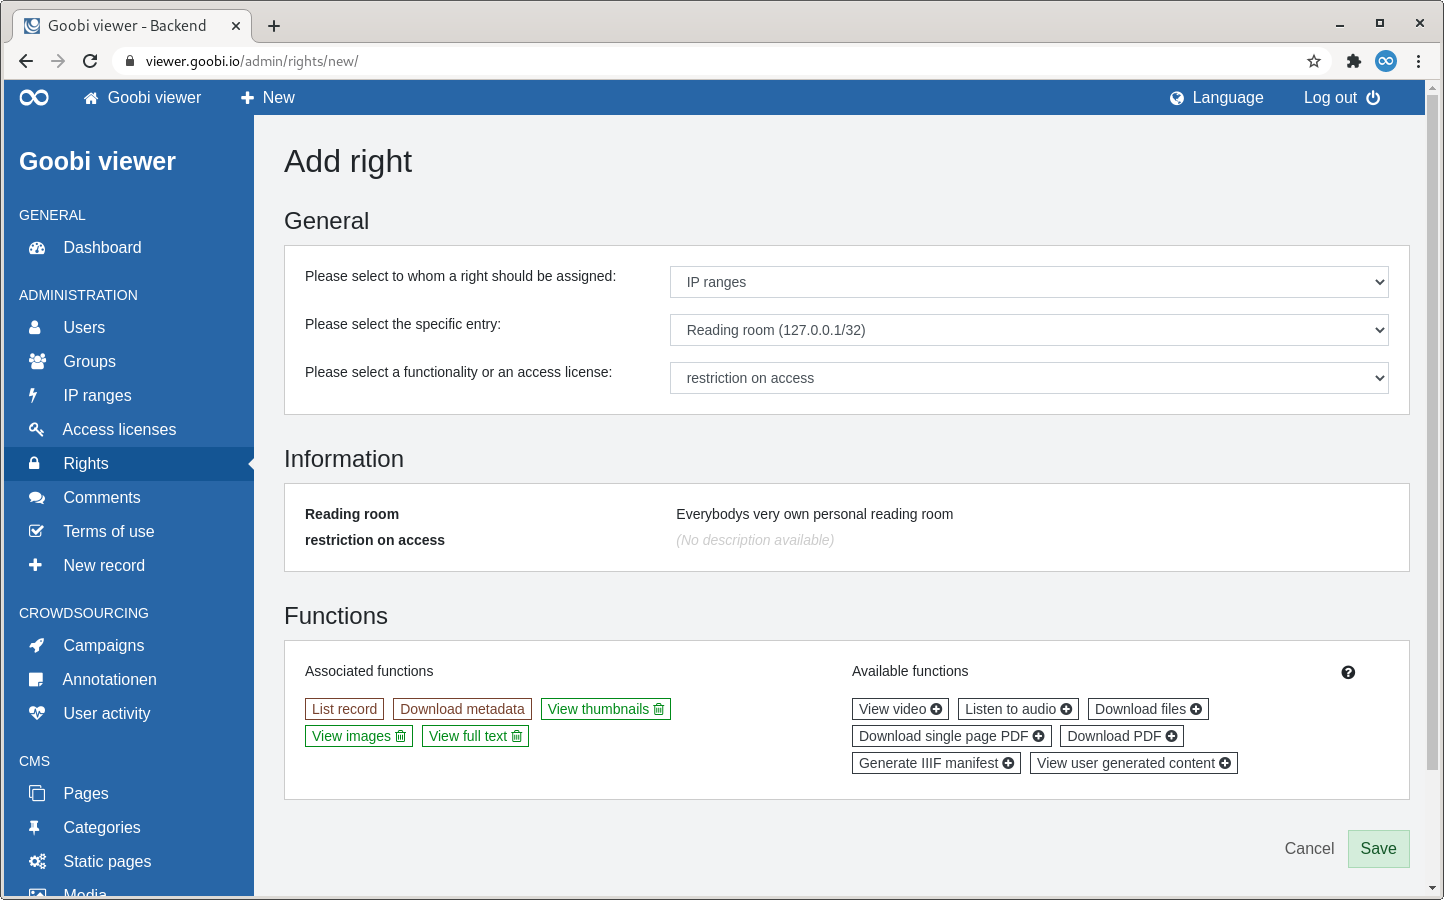 Goobi viewer - Backend
viewer.goobi.io/admin/rights/new/
Goobi viewer New Language Log out
Goobi viewer
GENERAL
Dashboard
ADMINISTRATION
Users
Groups
IP ranges
Access licenses
Rights
Comments
Terms of use
New record
CROWDSOURCING
Campaigns
Annotationen
User activity
CMS
Pages
Categories
Static pages
Media
Add right
General
Please select to whom a right should be assigned: IP ranges
Please select the specific entry: Reading room (127.0.0.1/32)
Please select a functionality or an access license: restriction on access
Information
Reading room Everybodys very own personal reading room
restriction on access (No description available)
Functions
Associated functions
List record Download metadata View thumbnails
View images View full text
Available functions
View video Listen to audio Download files
Download single page PDF Download PDF
Generate IIIF manifest View user generated content
Cancel Save